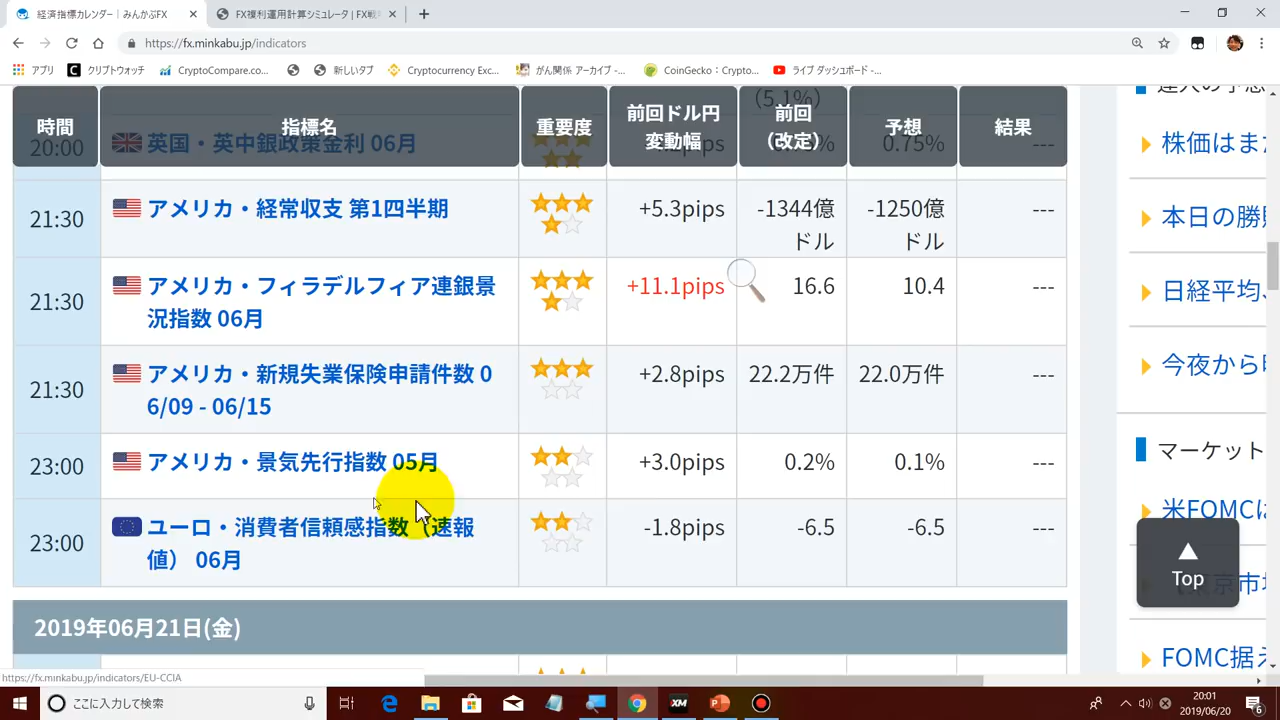 経済指標カレンダー｜みんかぶFX
FX複利運用計算シミュレータ | FX戦
https://fx.minkabu.jp/indicators
アプリ
クリプトウォッチ
CryptoCompare.co...
新しいタブ
Cryptocurrency Exc...
がん関係 アーカイブ -...
CoinGecko：Crypto...
ライブ ダッシュボード -...
時間
指標名
重要度
前回ドル円
変動幅
前回
（改定）
予想
結果
(5.1%)
20:00
英国・英中銀政策金利 06月
0.75%
---
21:30
アメリカ・経常収支 第1四半期
+5.3pips
-1344億
ドル
-1250億
ドル
---
21:30
アメリカ・フィラデルフィア連銀景
況指数 06月
+11.1pips
16.6
10.4
---
21:30
アメリカ・新規失業保険申請件数 0
6/09 - 06/15
+2.8pips
22.2万件
22.0万件
---
23:00
アメリカ・景気先行指数 05月
+3.0pips
0.2%
0.1%
---
23:00
ユーロ・消費者信頼感指数（速報
値） 06月
-1.8pips
-6.5
-6.5
---
2019年06月21日(金)
達人の予想
株価はまた
本日の勝
日経平均、
今夜から
マーケット
米FOMCは
Top
東京市
FOMC据え
https://fx.minkabu.jp/indicators/EU-CCIA
ここに入力して検索
XM
20:01
2019/06/20
6